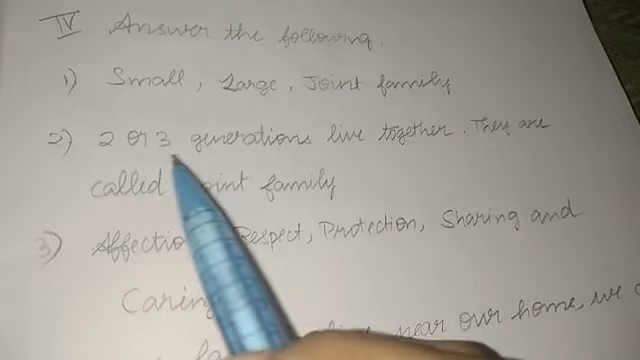 IV Answer the following.
1) Small, Large, Joint family
2) 2 or 3 generations live together. They are
called joint family
3) Affectio Respect, Protection, Sharing and
Caring
near our home, we